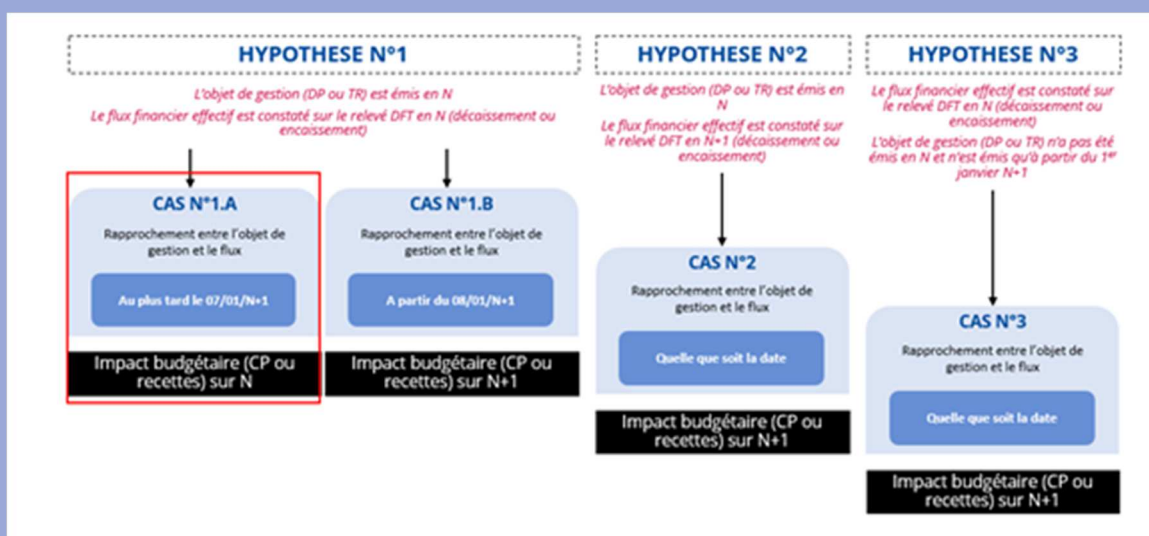 HYPOTHESE N°1
L'objet de gestion (DP ou TR) est émis en N
Le flux financier effectif est constaté sur le relevé DFT en N (décaissement ou
encaissement)
CAS N°1.A
Rapprochement entre l'objet de
gestion et le flux
Au plus tard le 07/01/N+1
Impact budgétaire (CP ou
recettes) sur N
CAS N°1.B
Rapprochement entre l'objet de
gestion et le flux
A partir du 08/01/N+1
Impact budgétaire (CP ou
recettes) sur N+1
HYPOTHESE N°2
L'objet de gestion (DP ou TR) est émis en
N
Le flux financier effectif est constaté sur
le relevé DFT en N+1 (décaissement ou
encaissement)
CAS N°2
Rapprochement entre l'objet de
gestion et le flux
Quelle que soit la date
Impact budgétaire (CP ou
recettes) sur N+1
HYPOTHESE N°3
Le flux financier effectif est constaté sur
le relevé DFT en N (décaissement ou
encaissement)
L'objet de gestion (DP ou TR) n'a pas été
émis en N et n'est émis qu'à partir du 1er
janvier N+1
CAS N°3
Rapprochement entre l'objet de
gestion et le flux
Quelle que soit la date
Impact budgétaire (CP ou
recettes) sur N+1